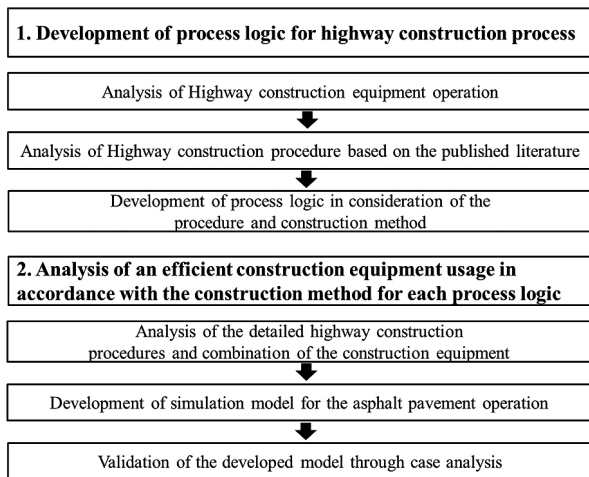 1. Development of process logic for highway construction process
Analysis of Highway construction equipment operation
Analysis of Highway construction procedure based on the published literature
Development of process logic in consideration of the
procedure and construction method
2. Analysis of an efficient construction equipment usage in
accordance with the construction method for each process logic
Analysis of the detailed highway construction
procedures and combination of the construction equipment
Development of simulation model for the asphalt pavement operation
Validation of the developed model through case analysis